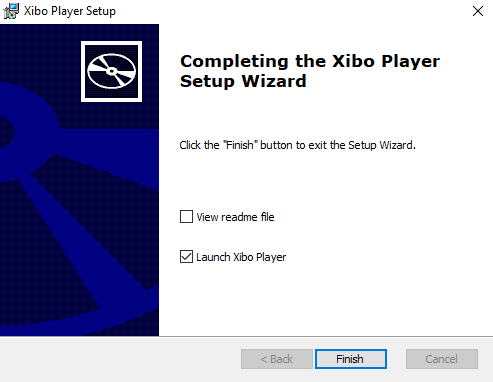 Xibo Player Setup
Completing the Xibo Player
Setup Wizard
Click the "Finish" button to exit the Setup Wizard.
View readme file
Launch Xibo Player
< Back
Finish
Cancel